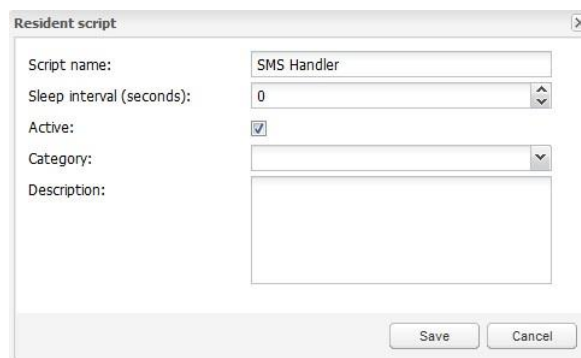 Resident script
Script name: SMS Handler
Sleep interval (seconds): 0
Active:
Category:
Description:
Save Cancel